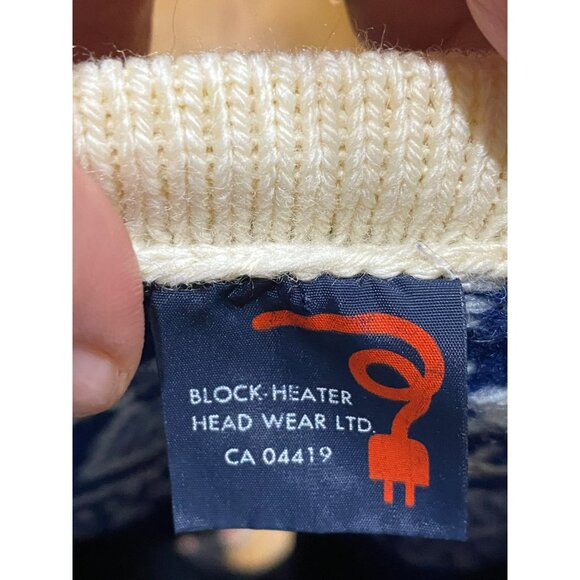 BLOCK-HEATER
HEAD WEAR LTD.
CA 04419